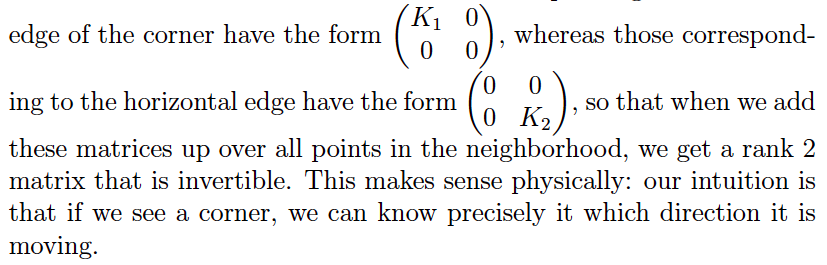 edge of the corner have the form \begin{pmatrix} K_1 & 0 \\ 0 & 0 \end{pmatrix}, whereas those correspond-
ing to the horizontal edge have the form \begin{pmatrix} 0 & 0 \\ 0 & K_2 \end{pmatrix}, so that when we add
these matrices up over all points in the neighborhood, we get a rank 2
matrix that is invertible. This makes sense physically: our intuition is
that if we see a corner, we can know precisely it which direction it is
moving.